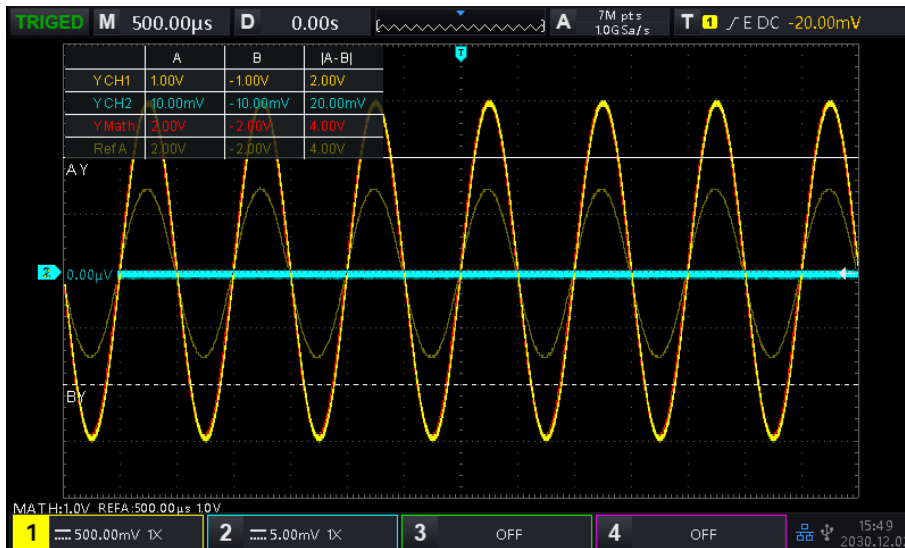 TRIGED M 500.00µs D 0.00s A 7M pts 1.0GSa/s T 1 E DC -20.00mV
T
A B |A-B|
Y CH1 1.00V -1.00V 2.00V
Y CH2 10.00mV -10.00mV 20.00mV
Y Math 2.00V -2.00V 4.00V
Ref A 2.00V -2.00V 4.00V
AY
2 0.00µV
BY
MATH:1.0V REFA:500.00µs 1.0V
1 500.00mV 1X 2 5.00mV 1X 3 OFF 4 OFF 15:49